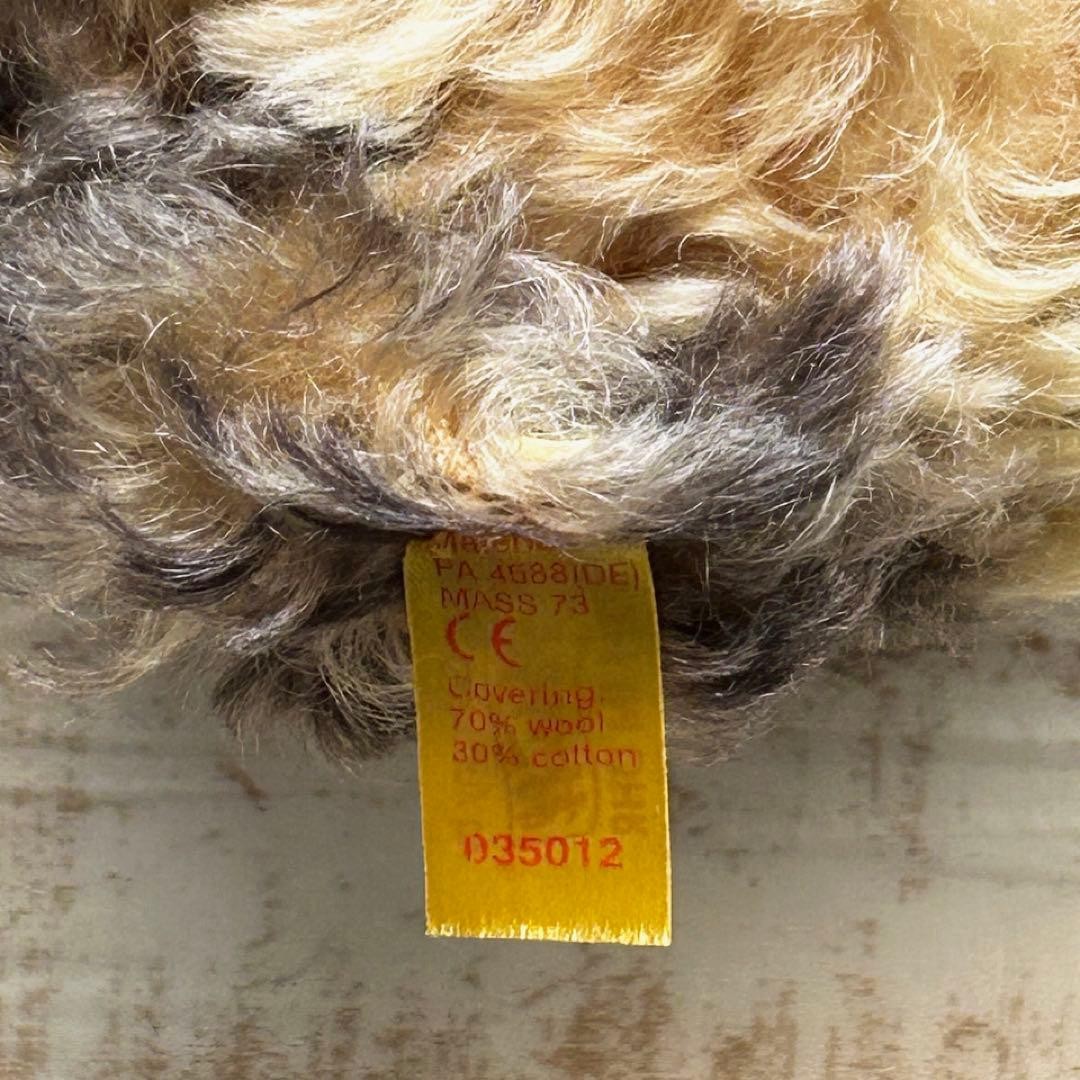 PA 4588(DE)
MASS 73
CE
Covering:
70% wool
30% cotton
035012